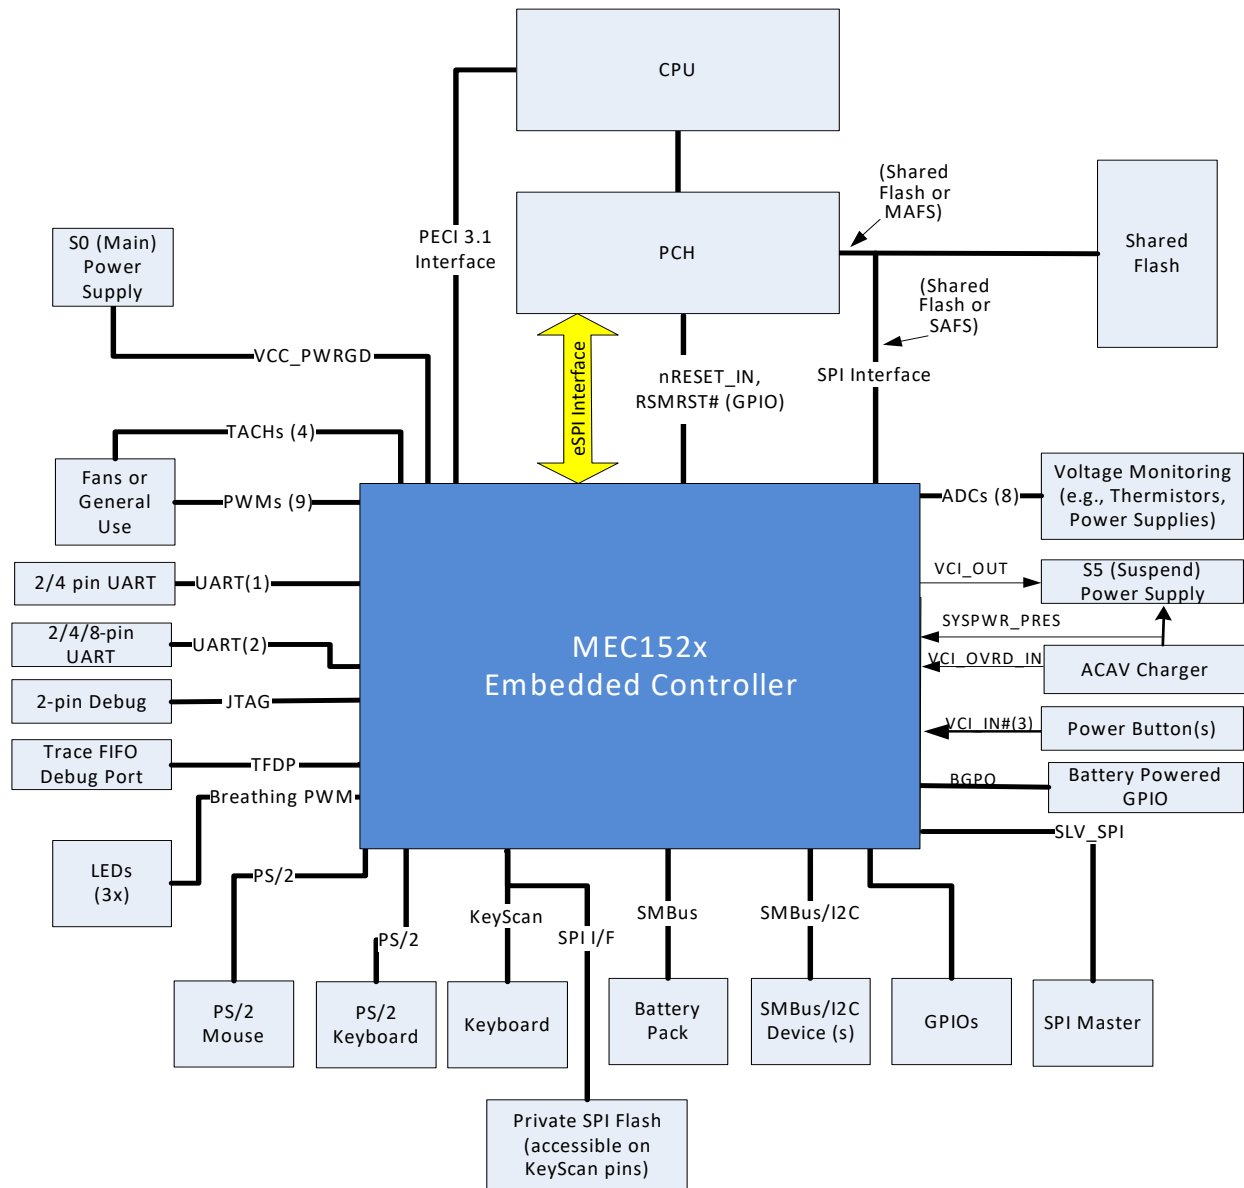 CPU
(Shared
Flash or
MAFS)
S0 (Main)
Power
Supply
PECI 3.1
Interface
PCH
Shared
Flash
(Shared
Flash or
SAFS)
VCC_PWRGD
eSPI Interface
nRESET_IN,
RSMRST# (GPIO)
SPI Interface
TACHs (4)
Fans or
General
Use
PWMs (9)
ADCs (8)
Voltage Monitoring
(e.g., Thermistors,
Power Supplies)
2/4 pin UART
UART(1)
VCI_OUT
S5 (Suspend)
Power Supply
2/4/8-pin
UART
UART(2)
MEC152x
Embedded Controller
SYSPWR_PRES
VCI_OVRD_IN
ACAV Charger
2-pin Debug
JTAG
VCI_IN#(3)
Power Button(s)
Trace FIFO
Debug Port
TFDP
BGPO
Battery Powered
GPIO
Breathing PWM
SLV_SPI
LEDs
(3x)
PS/2
PS/2
KeyScan
SPI I/F
SMBus
SMBus/I2C
PS/2
Mouse
PS/2
Keyboard
Keyboard
Battery
Pack
SMBus/I2C
Device (s)
GPIOs
SPI Master
Private SPI Flash
(accessible on
KeyScan pins)